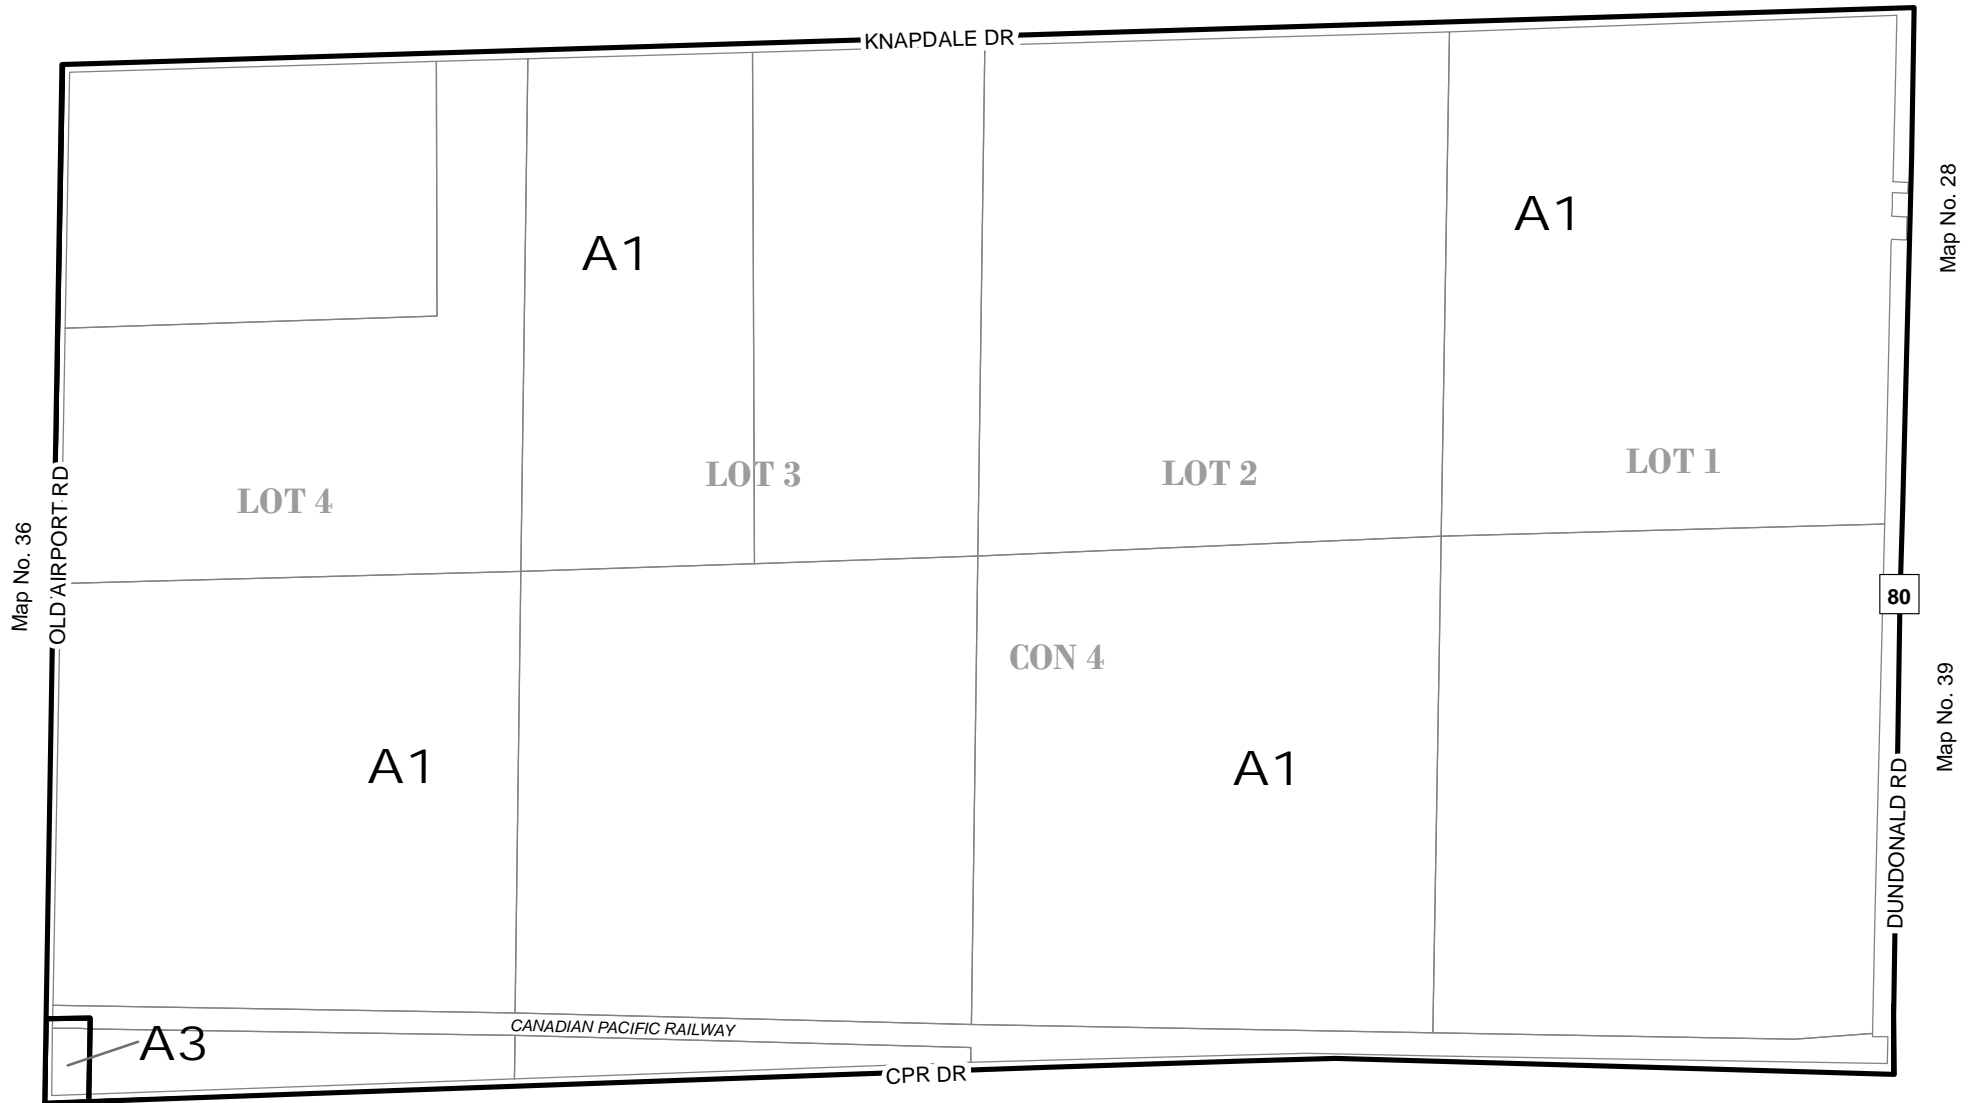 KNAPDALE DR
Map No. 28
A1
A1
LOT 1
LOT 2
LOT 3
LOT 4
OLD AIRPORT RD
Map No. 36
80
CON 4
Map No. 39
A1
A1
DUNDONALD RD
CANADIAN PACIFIC RAILWAY
A3
CPR DR